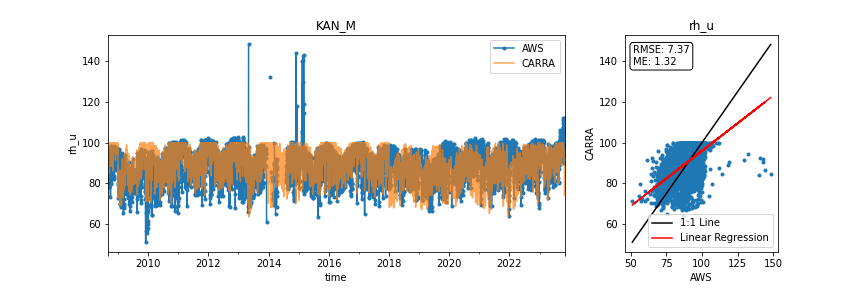 KAN_M
rh_u
140
120
100
80
60
2010
2012
2014
2016
2018
2020
2022
time
AWS
CARRA
rh_u
CARRA
140
120
100
80
60
50
75
100
125
150
AWS
RMSE: 7.37
ME: 1.32
1:1 Line
Linear Regression